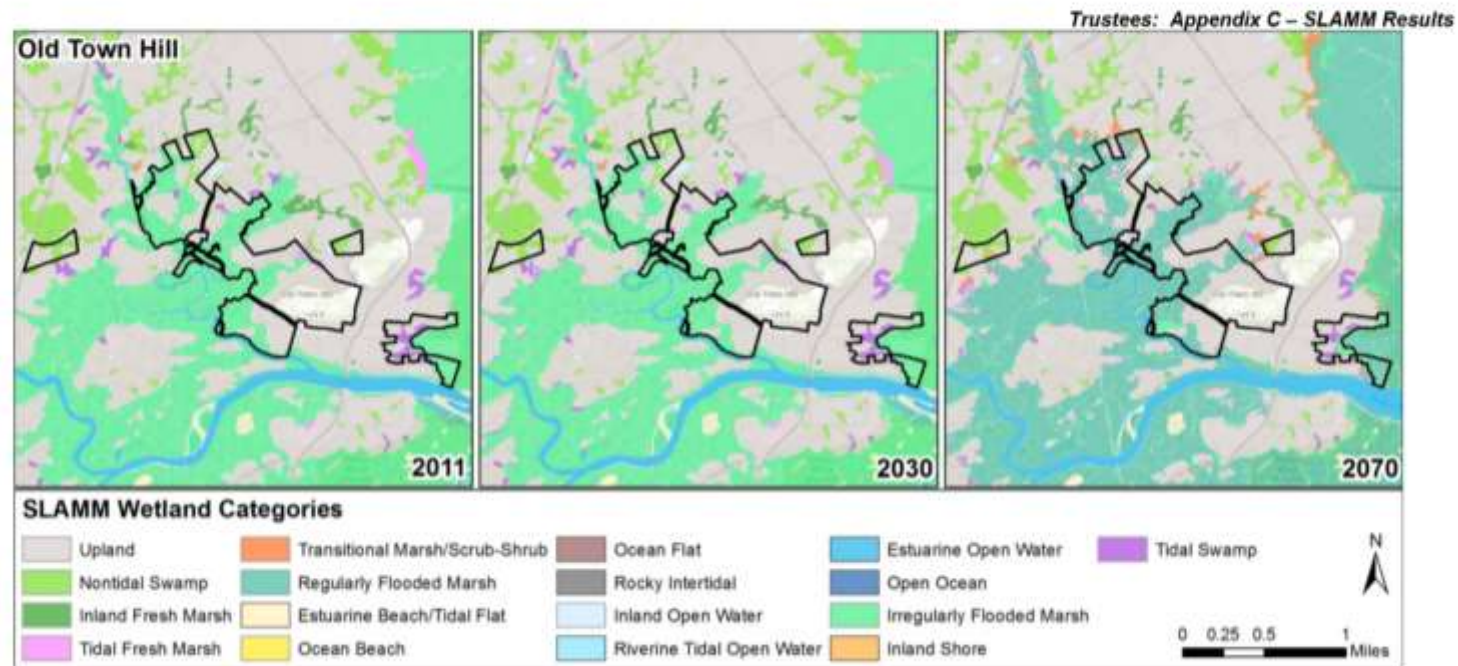 Trustees: Appendix C – SLAMM Results
Old Town Hill
2011
2030
2070
SLAMM Wetland Categories
Upland
Nontidal Swamp
Inland Fresh Marsh
Tidal Fresh Marsh
Transitional Marsh/Scrub-Shrub
Regularly Flooded Marsh
Estuarine Beach/Tidal Flat
Ocean Beach
Ocean Flat
Rocky Intertidal
Inland Open Water
Riverine Tidal Open Water
Estuarine Open Water
Open Ocean
Irregularly Flooded Marsh
Inland Shore
Tidal Swamp
N
0 0.25 0.5 1
Miles